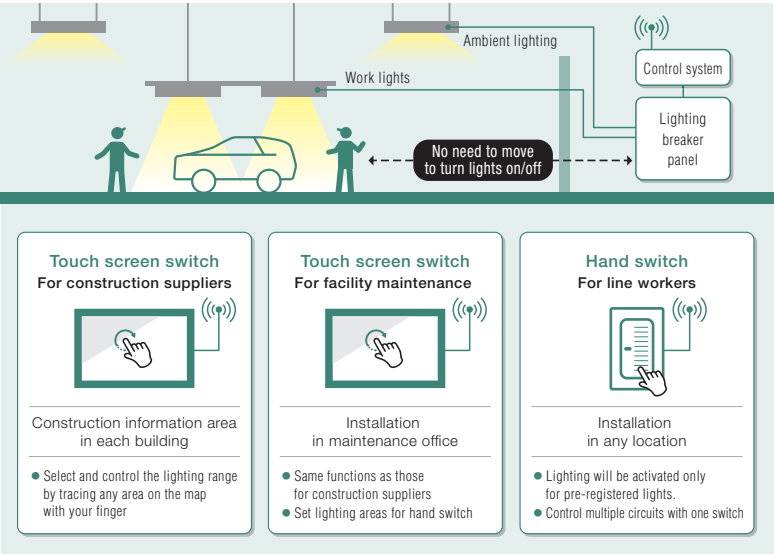 Ambient lighting
Work lights
Control system
Lighting
breaker
panel
No need to move
to turn lights on/off
Touch screen switch
For construction suppliers
Construction information area
in each building
● Select and control the lighting range
by tracing any area on the map
with your finger
Touch screen switch
For facility maintenance
Installation
in maintenance office
● Same functions as those
for construction suppliers
● Set lighting areas for hand switch
Hand switch
For line workers
Installation
in any location
● Lighting will be activated only
for pre-registered lights.
● Control multiple circuits with one switch